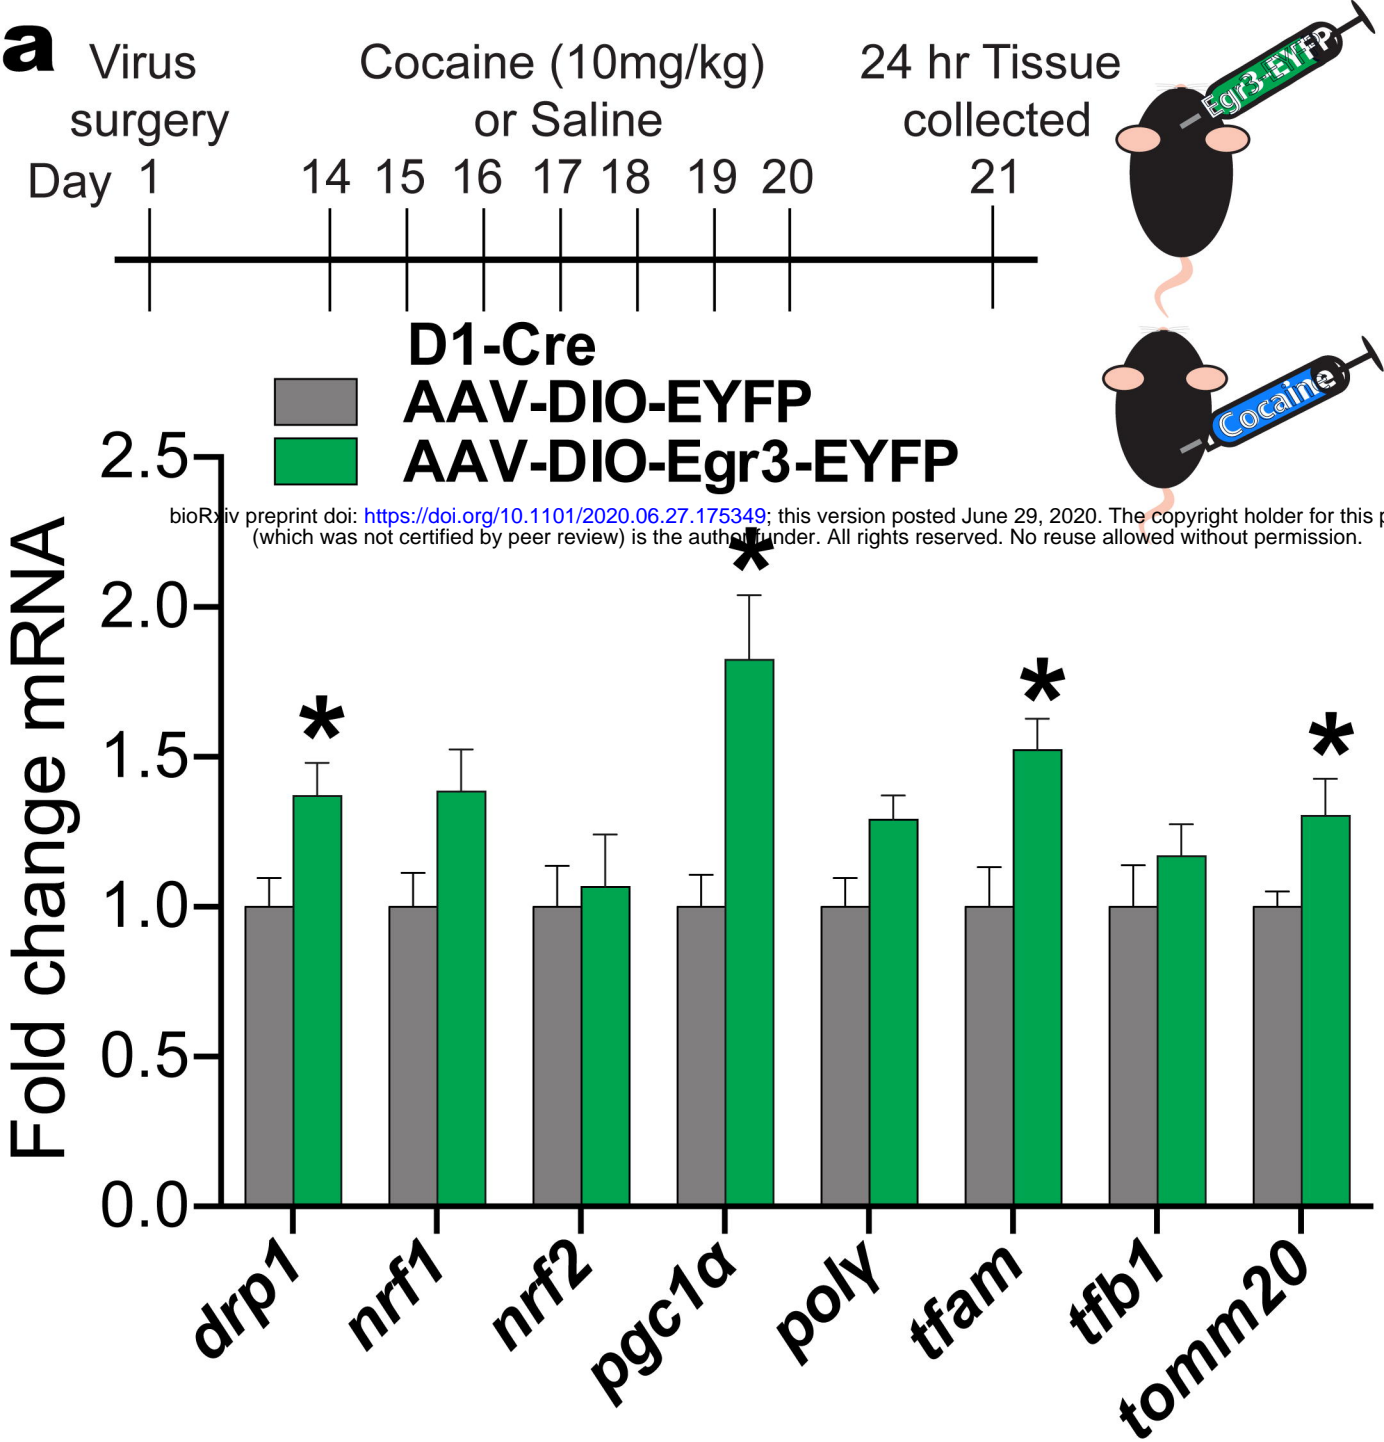 a
Virus surgery
Cocaine (10mg/kg) or Saline
24 hr Tissue collected
Day 1 14 15 16 17 18 19 20 21
Egr3-EYFP
Cocaine
D1-Cre
AAV-DIO-EYFP
AAV-DIO-Egr3-EYFP
bioRxiv preprint doi: https://doi.org/10.1101/2020.06.27.175349; this version posted June 29, 2020. The copyright holder for this p
(which was not certified by peer review) is the author/funder. All rights reserved. No reuse allowed without permission.
Fold change mRNA
2.5
2.0
1.5
1.0
0.5
0.0
*
*
*
*
drp1 nrf1 nrf2 pgc1α polγ tfam tfb1 tomm20